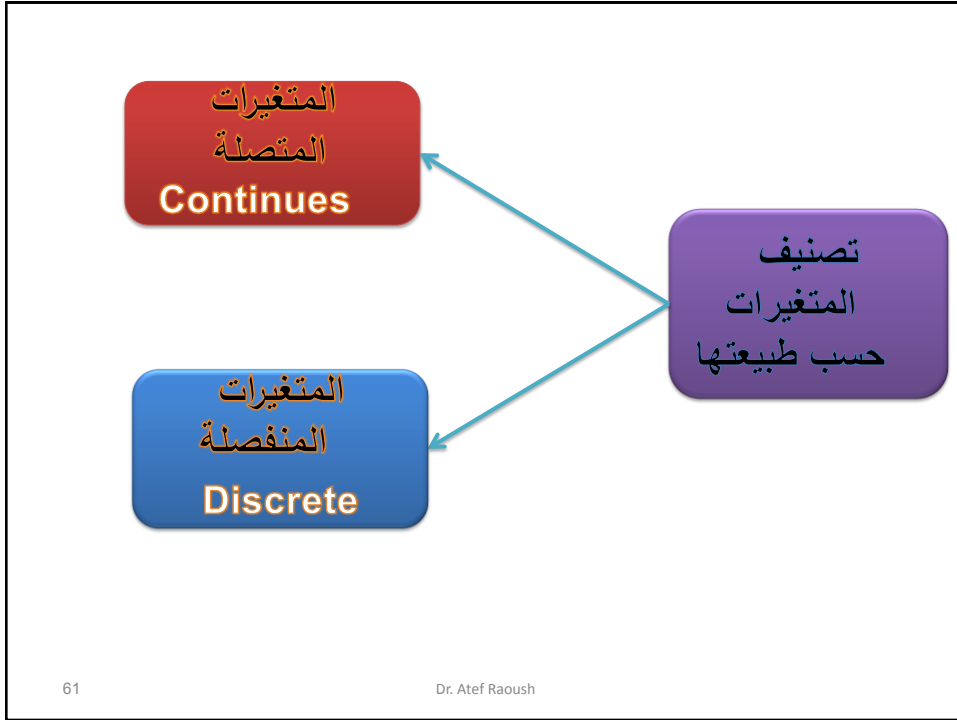 تصنيف
المتغيرات
حسب طبيعتها
المتغيرات
المتصلة
Continues
المتغيرات
المنفصلة
Discrete
61
Dr. Atef Raoush